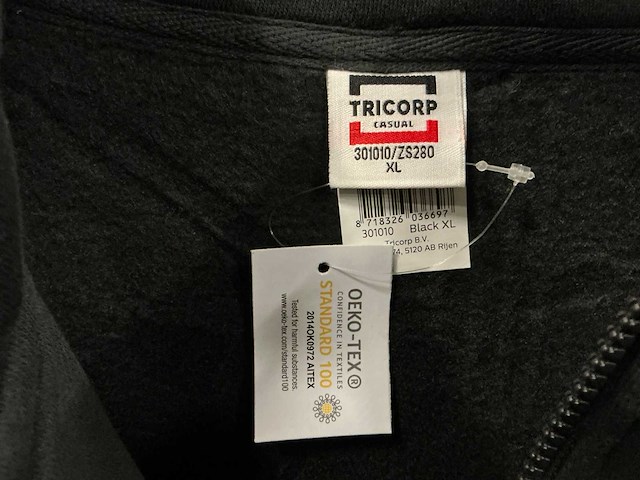 TRICORP
CASUAL
301010/ZS280
XL
8 718326 036697
301010 Black XL
Tricorp B.V.
74, 5120 AB Rijen
OEKO-TEX®
CONFIDENCE IN TEXTILES
STANDARD 100
2014OK0972 AITEX
Tested for harmful substances.
www.oeko-tex.com/standard100